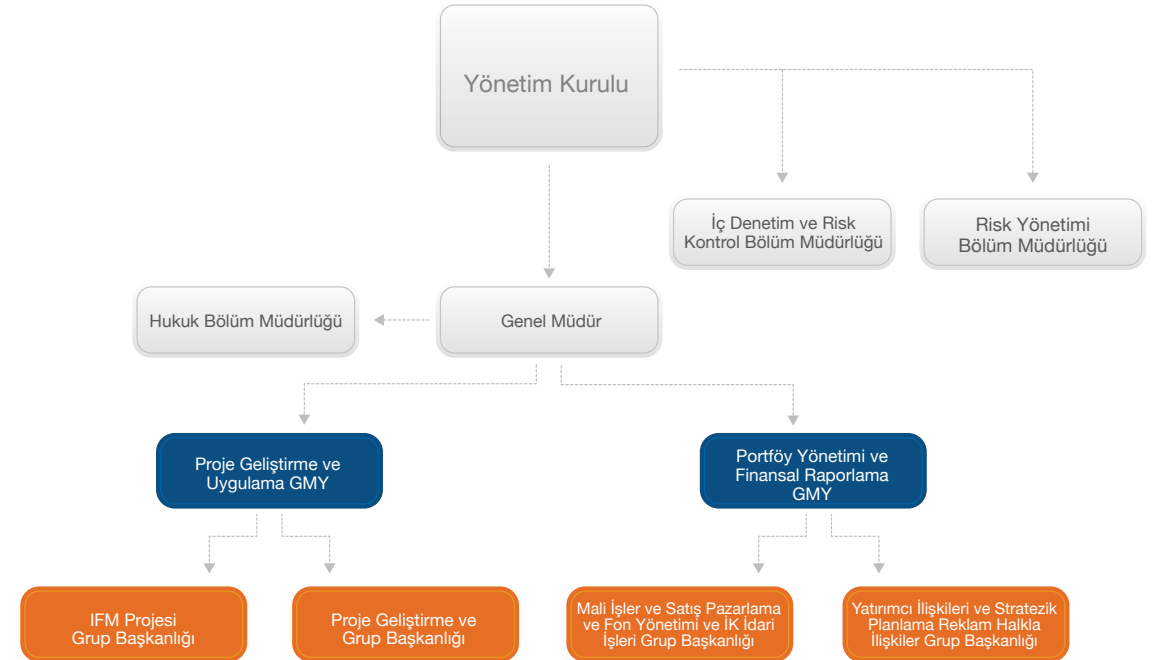 Yönetim Kurulu
İç Denetim ve Risk
Kontrol Bölüm Müdürlüğü
Risk Yönetimi
Bölüm Müdürlüğü
Hukuk Bölüm Müdürlüğü
Genel Müdür
Proje Geliştirme ve
Uygulama GMY
Portföy Yönetimi ve
Finansal Raporlama
GMY
IFM Projesi
Grup Başkanlığı
Proje Geliştirme ve
Grup Başkanlığı
Mali İşler ve Satış Pazarlama
ve Fon Yönetimi ve İK İdari
İşleri Grup Başkanlığı
Yatırımcı İlişkileri ve Stratezik
Planlama Reklam Halkla
İlişkiler Grup Başkanlığı